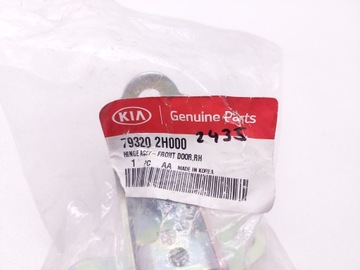 KIA Genuine Parts
2435
79320 2H000
HINGE ASSY - FRONT DOOR,RH
1 PC AA MADE IN KOREA